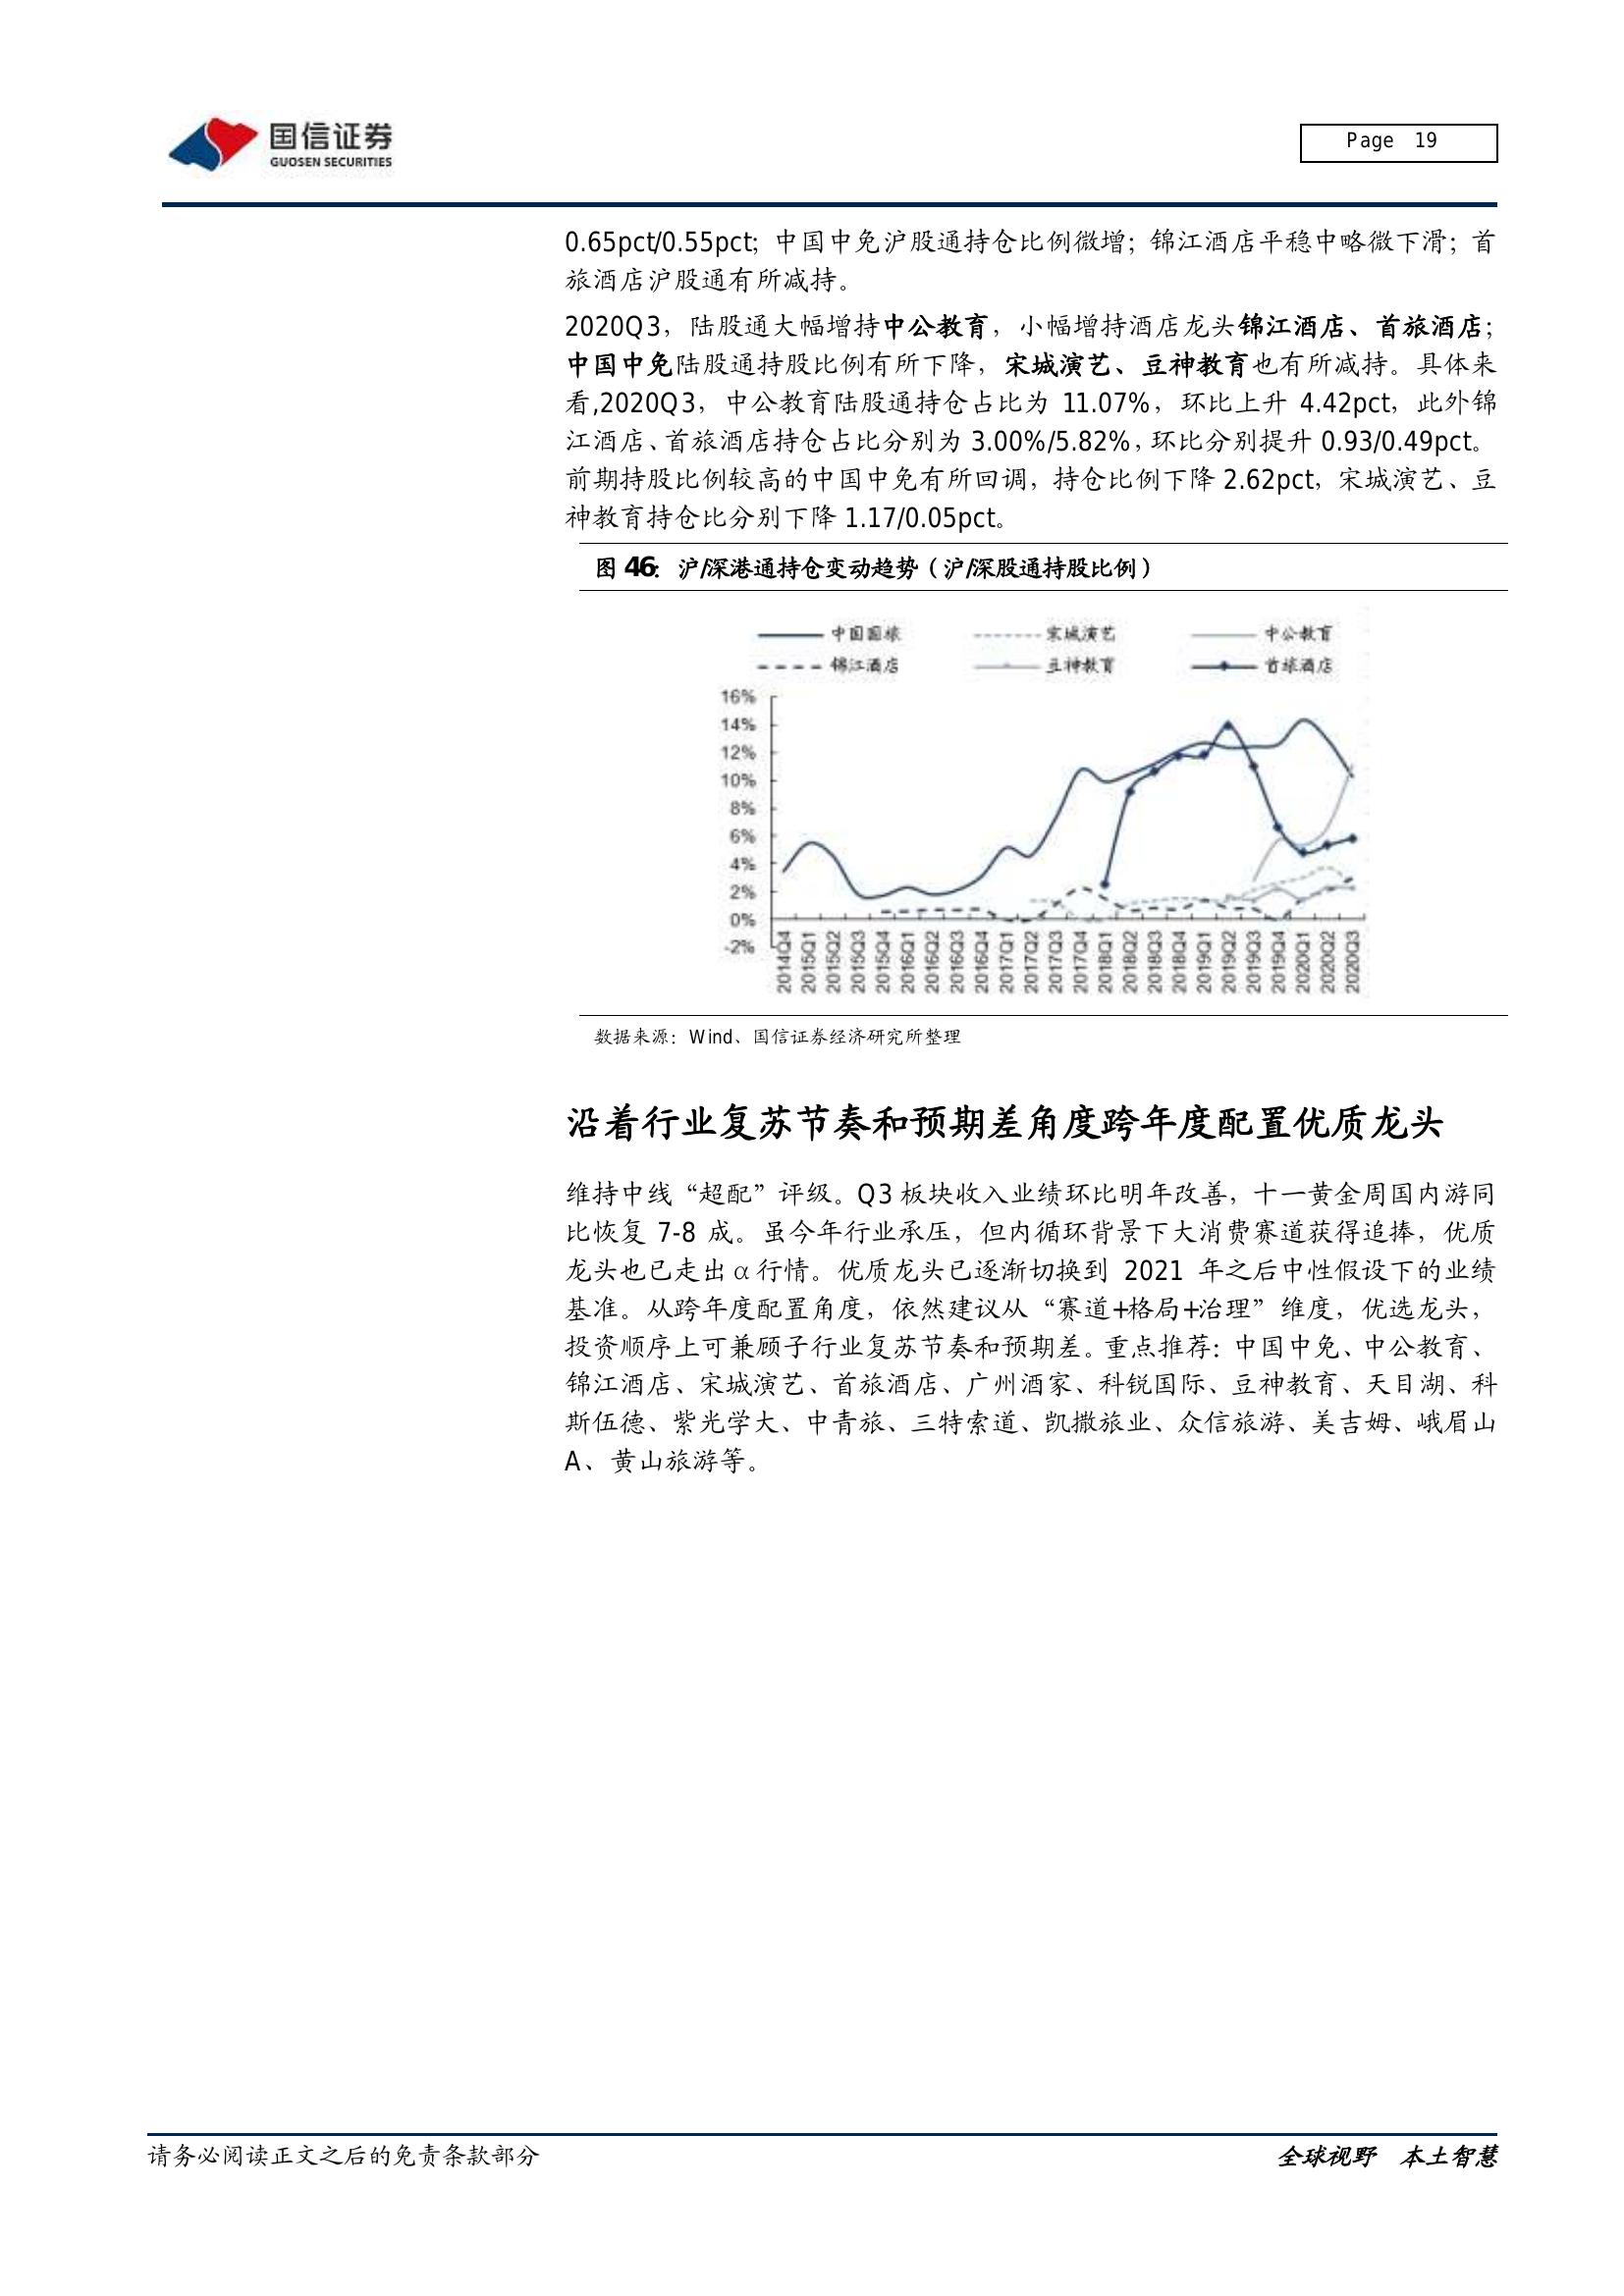 国信证券
GUOSEN SECURITIES
Page 19
0.65pct/0.55pct；中国中免沪股通持仓比例微增；锦江酒店平稳中略微下滑；首
旅酒店沪股通有所减持。
2020Q3，陆股通大幅增持中公教育，小幅增持酒店龙头锦江酒店、首旅酒店；
中国中免陆股通持股比例有所下降，宋城演艺、豆神教育也有所减持。具体来
看,2020Q3，中公教育陆股通持仓占比为 11.07%，环比上升 4.42pct，此外锦
江酒店、首旅酒店持仓占比分别为 3.00%/5.82%，环比分别提升 0.93/0.49pct。
前期持股比例较高的中国中免有所回调，持仓比例下降 2.62pct，宋城演艺、豆
神教育持仓比分别下降 1.17/0.05pct。
图 46：沪/深港通持仓变动趋势（沪/深股通持股比例）
中国国旅 宋城演艺 中公教育
锦江酒店 豆神教育 首旅酒店
16%
14%
12%
10%
8%
6%
4%
2%
0%
-2%
2014Q4 2015Q1 2015Q2 2015Q3 2015Q4 2016Q1 2016Q2 2016Q3 2016Q4 2017Q1 2017Q2 2017Q3 2017Q4 2018Q1 2018Q2 2018Q3 2018Q4 2019Q1 2019Q2 2019Q3 2019Q4 2020Q1 2020Q2 2020Q3
数据来源：Wind、国信证券经济研究所整理
沿着行业复苏节奏和预期差角度跨年度配置优质龙头
维持中线“超配”评级。Q3 板块收入业绩环比明年改善，十一黄金周国内游同
比恢复 7-8 成。虽今年行业承压，但内循环背景下大消费赛道获得追捧，优质
龙头也已走出 α 行情。优质龙头已逐渐切换到 2021 年之后中性假设下的业绩
基准。从跨年度配置角度，依然建议从“赛道+格局+治理”维度，优选龙头，
投资顺序上可兼顾子行业复苏节奏和预期差。重点推荐：中国中免、中公教育、
锦江酒店、宋城演艺、首旅酒店、广州酒家、科锐国际、豆神教育、天目湖、科
斯伍德、紫光学大、中青旅、三特索道、凯撒旅业、众信旅游、美吉姆、峨眉山
A、黄山旅游等。
请务必阅读正文之后的免责条款部分
全球视野 本土智慧